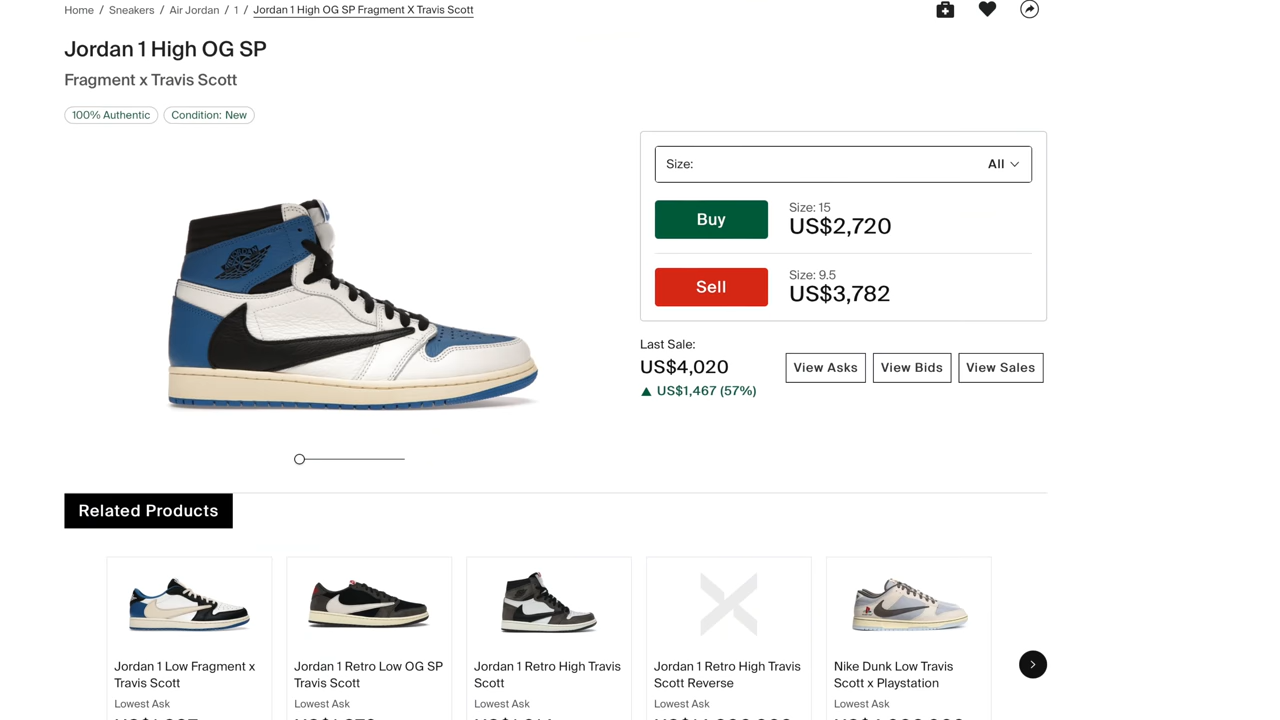 Home / Sneakers / Air Jordan / 1 / Jordan 1 High OG SP Fragment X Travis Scott
Jordan 1 High OG SP
Fragment x Travis Scott
100% Authentic
Condition: New
Size:
All
Buy
Size: 15
US$2,720
Sell
Size: 9.5
US$3,782
Last Sale:
US$4,020
▲ US$1,467 (57%)
View Asks
View Bids
View Sales
Related Products
Jordan 1 Low Fragment x
Travis Scott
Lowest Ask
Jordan 1 Retro Low OG SP
Travis Scott
Lowest Ask
Jordan 1 Retro High Travis
Scott
Lowest Ask
Jordan 1 Retro High Travis
Scott Reverse
Lowest Ask
Nike Dunk Low Travis
Scott x Playstation
Lowest Ask